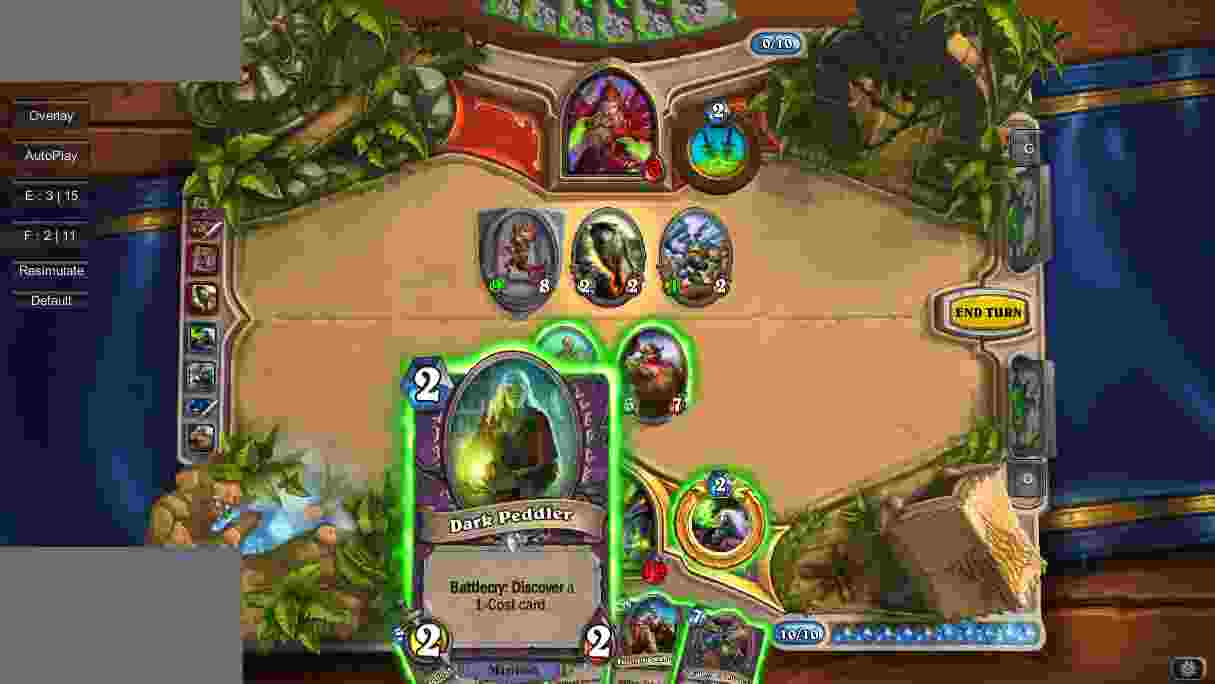 0/10
Overlay
2
AutoPlay
G
E : 3 | 15
F : 2 | 11
Resimulate
8
2
2
2
Default
END TURN
2
7
2
Dark Peddler
Battlecry: Discover a
1-Cost card.
2
2
10/10